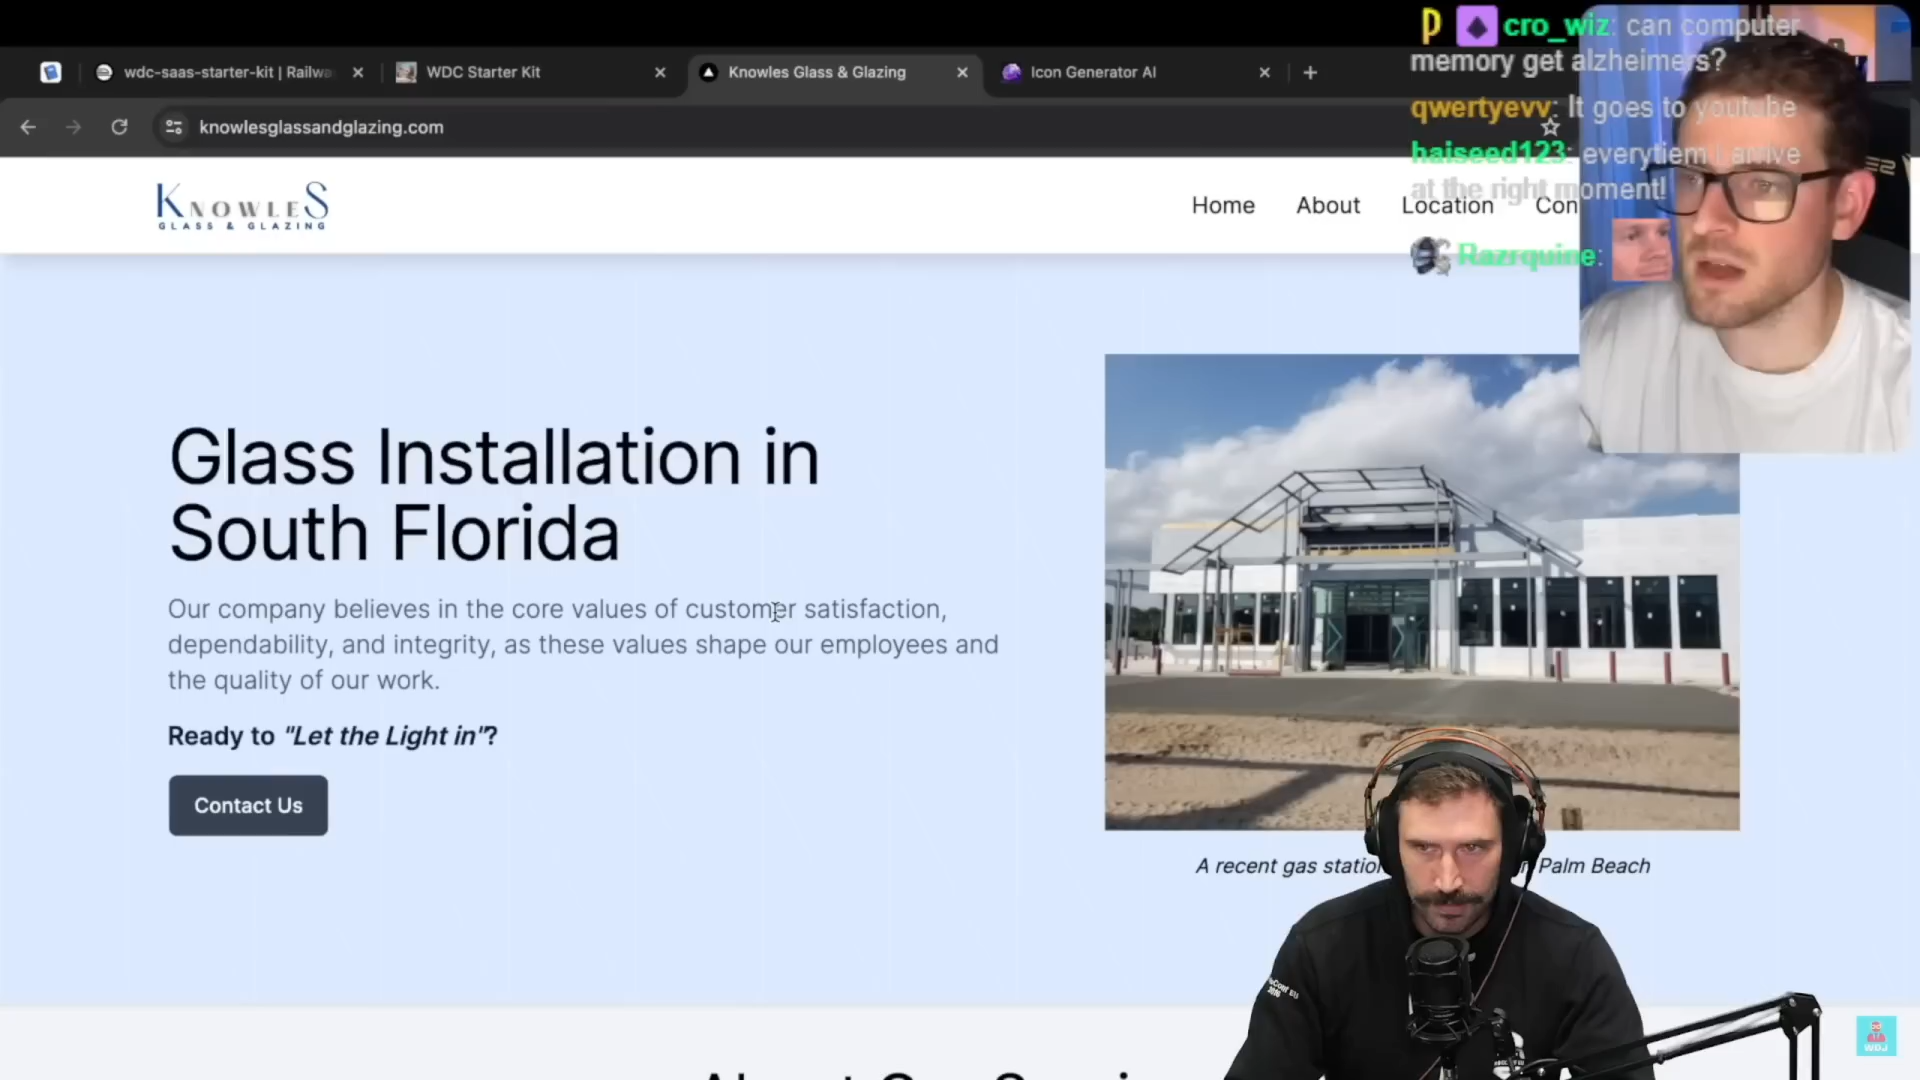 cro_wiz: can computer
memory get alzheimers?
qwertyevv: It goes to youtube
haiseed123: everytiem I arrive
at the right moment!
Razrquine:
wdc-saas-starter-kit | Railwa
WDC Starter Kit
Knowles Glass & Glazing
Icon Generator AI
knowlesglassandglazing.com
KNOWLES
GLASS & GLAZING
Home
About
Location
Con
Glass Installation in
South Florida
Our company believes in the core values of customer satisfaction,
dependability, and integrity, as these values shape our employees and
the quality of our work.
Ready to "Let the Light in"?
Contact Us
A recent gas station
Palm Beach
WDJ